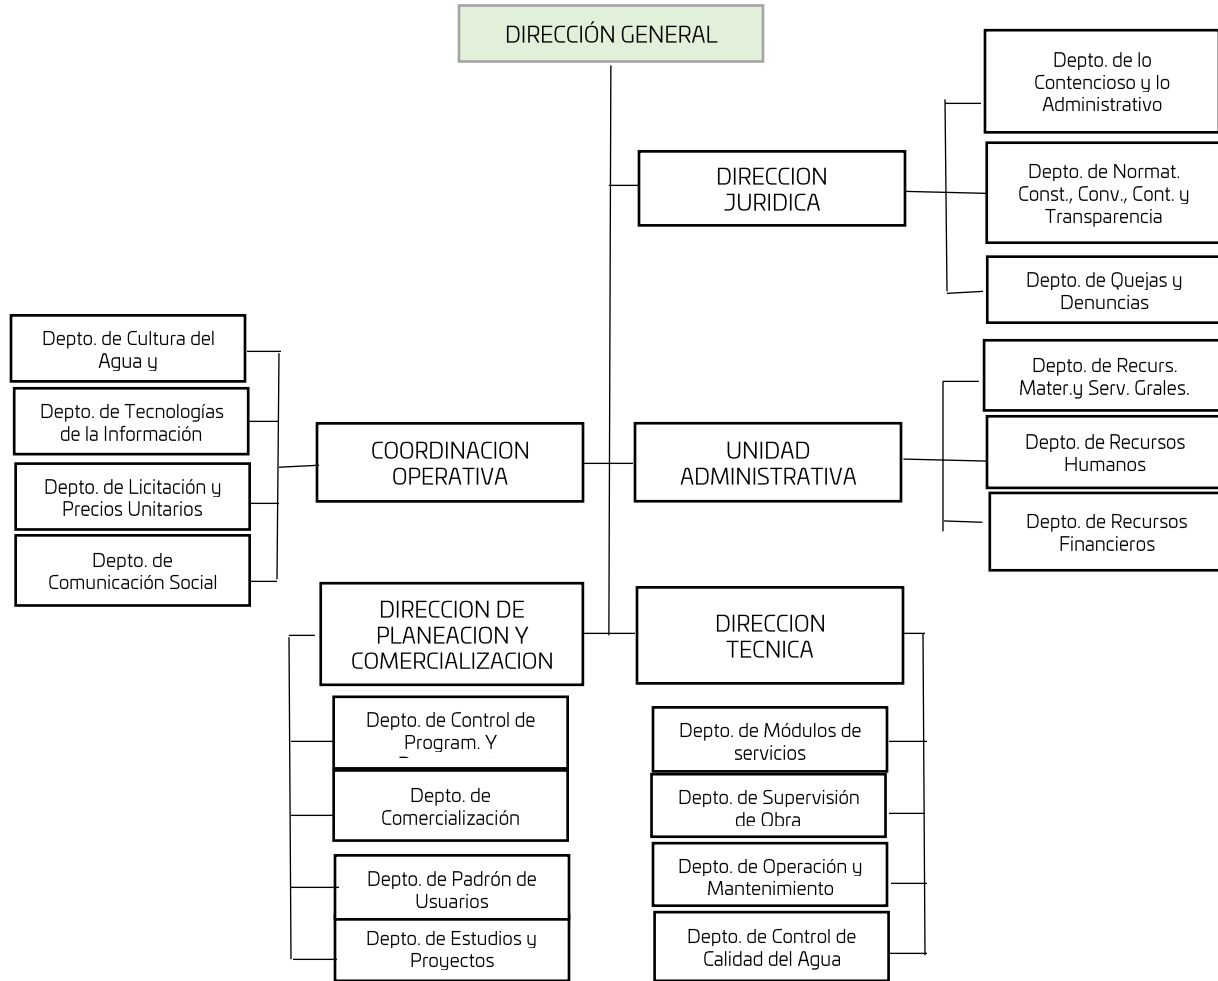 DIRECCIÓN GENERAL
Depto. de lo
Contencioso y lo
Administrativo
DIRECCION
JURIDICA
Depto. de Normat.
Const., Conv., Cont. y
Transparencia
Depto. de Quejas y
Denuncias
Depto. de Cultura del
Agua y
Depto. de Tecnologías
de la Información
Depto. de Licitación y
Precios Unitarios
Depto. de
Comunicación Social
COORDINACION
OPERATIVA
UNIDAD
ADMINISTRATIVA
Depto. de Recurs.
Mater.y Serv. Grales.
Depto. de Recursos
Humanos
Depto. de Recursos
Financieros
DIRECCION DE
PLANEACION Y
COMERCIALIZACION
DIRECCION
TECNICA
Depto. de Control de
Program. Y
Depto. de
Comercialización
Depto. de Padrón de
Usuarios
Depto. de Estudios y
Proyectos
Depto. de Módulos de
servicios
Depto. de Supervisión
de Obra
Depto. de Operación y
Mantenimiento
Depto. de Control de
Calidad del Agua